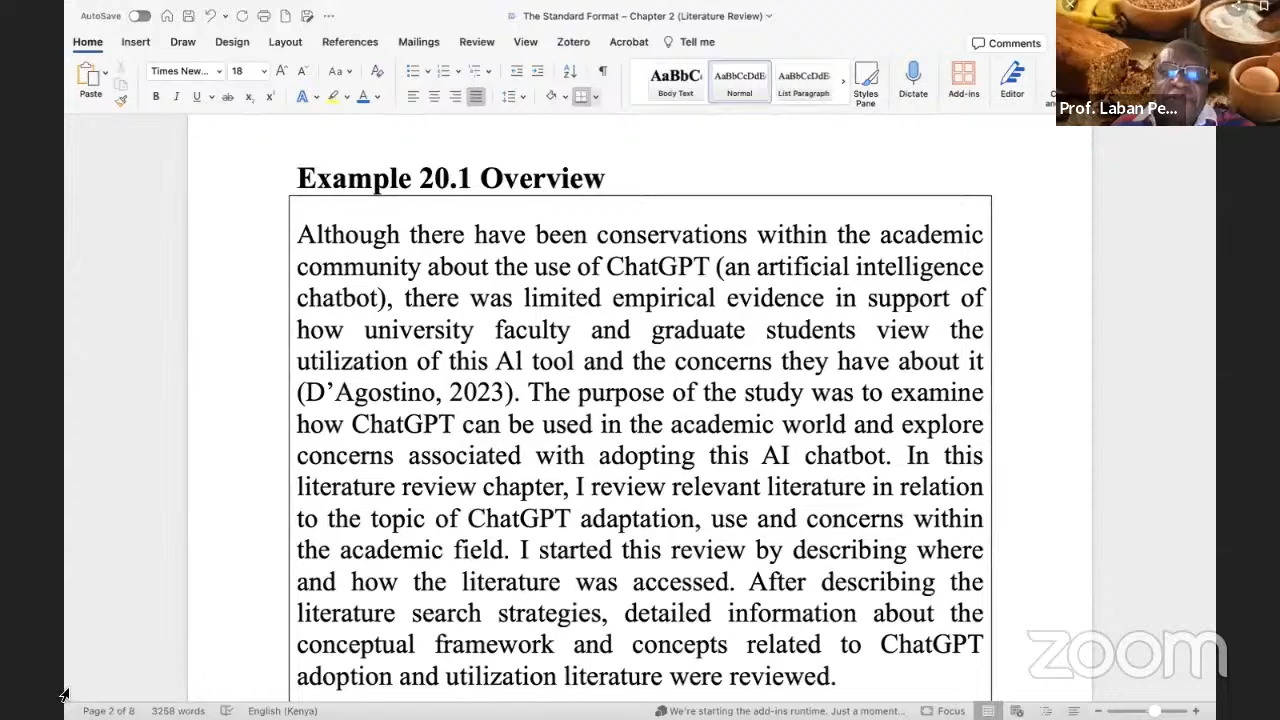 AutoSave
The Standard Format – Chapter 2 (Literature Review)
Home Insert Draw Design Layout References Mailings Review View Zotero Acrobat Tell me
Comments
Paste
Times New... 18
Aa
B I U ab x x A A
AaBbC AaBbCcDdE AaBbCcDdE
Body Text Normal List Paragraph
Styles Pane
Dictate
Add-ins
Editor
Prof. Laban Pe...
Example 20.1 Overview
Although there have been conservations within the academic
community about the use of ChatGPT (an artificial intelligence
chatbot), there was limited empirical evidence in support of
how university faculty and graduate students view the
utilization of this Al tool and the concerns they have about it
(D’Agostino, 2023). The purpose of the study was to examine
how ChatGPT can be used in the academic world and explore
concerns associated with adopting this AI chatbot. In this
literature review chapter, I review relevant literature in relation
to the topic of ChatGPT adaptation, use and concerns within
the academic field. I started this review by describing where
and how the literature was accessed. After describing the
literature search strategies, detailed information about the
conceptual framework and concepts related to ChatGPT
adoption and utilization literature were reviewed.
zoom
Page 2 of 8 3258 words English (Kenya) We're starting the add-ins runtime. Just a moment... Focus